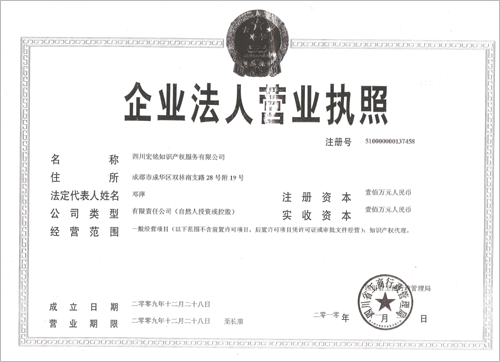 企业法人营业执照
注册号 510000000137458
名称 四川宏铭知识产权服务有限公司
住所 成都市成华区双林南支路28号附19号
法定代表人姓名 邓萍
注册资本 壹佰万元人民币
公司类型 有限责任公司（自然人投资或控股）
实收资本 壹佰万元人民币
经营范围 一般经营项目（以下范围不含前置许可项目，后置许可项目凭许可证或审批文件经营）：知识产权代理。
四川省工商行政管理局
成立日期 二零零九年十二月二十八日
营业期限 二零零九年十二月二十八日 至长期
二零一零年 月 日